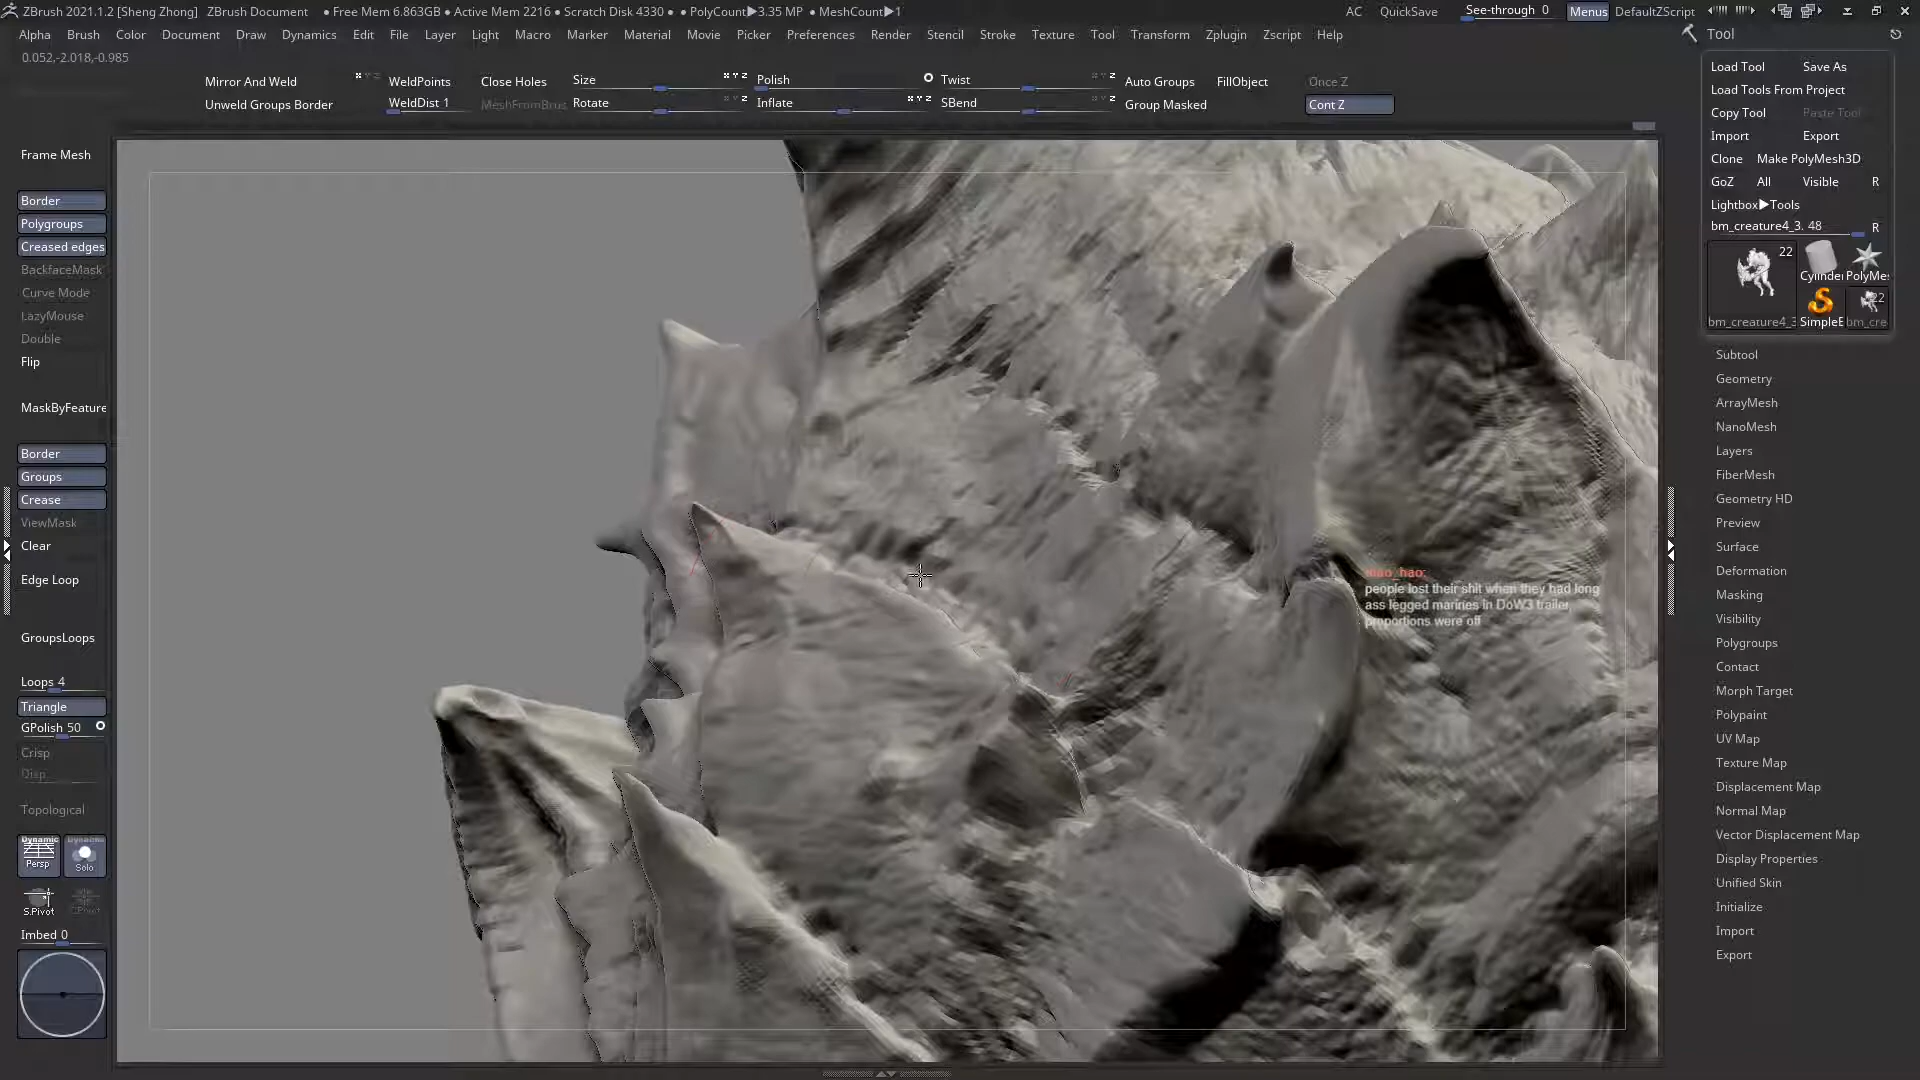 ZBrush 2021.1.2 [Sheng Zhong] ZBrush Document • Free Mem 6.863GB • Active Mem 2216 • Scratch Disk 4330 • • PolyCount▶3.35 MP • MeshCount▶1 AC QuickSave See-through 0 Menus DefaultZScript
Alpha Brush Color Document Draw Dynamics Edit File Layer Light Macro Marker Material Movie Picker Preferences Render Stencil Stroke Texture Tool Transform Zplugin Zscript Help
0.052,-2.018,-0.985
Mirror And Weld WeldPoints Close Holes Size Polish Twist Auto Groups FillObject Once Z
Unweld Groups Border WeldDist 1 MeshFromBrus Rotate Inflate SBend Group Masked Cont Z
Frame Mesh
Border
Polygroups
Creased edges
BackfaceMask
Curve Mode
LazyMouse
Double
Flip
MaskByFeature
Border
Groups
Crease
ViewMask
Clear
Edge Loop
GroupsLoops
Loops 4
Triangle
GPolish 50
Crisp
Disp
Topological
Dynamic
Persp
Solo
S.Pivot
Imbed 0
miao_hao:
people lost their shit when they had long
ass legged marines in DoW3 trailer,
proportions were off
Tool
Load Tool Save As
Load Tools From Project
Copy Tool Paste Tool
Import Export
Clone Make PolyMesh3D
GoZ All Visible R
Lightbox▶Tools
bm_creature4_3. 48 R
22
Cylinder PolyMes
22
bm_creature4_3 SimpleB bm_cre
Subtool
Geometry
ArrayMesh
NanoMesh
Layers
FiberMesh
Geometry HD
Preview
Surface
Deformation
Masking
Visibility
Polygroups
Contact
Morph Target
Polypaint
UV Map
Texture Map
Displacement Map
Normal Map
Vector Displacement Map
Display Properties
Unified Skin
Initialize
Import
Export